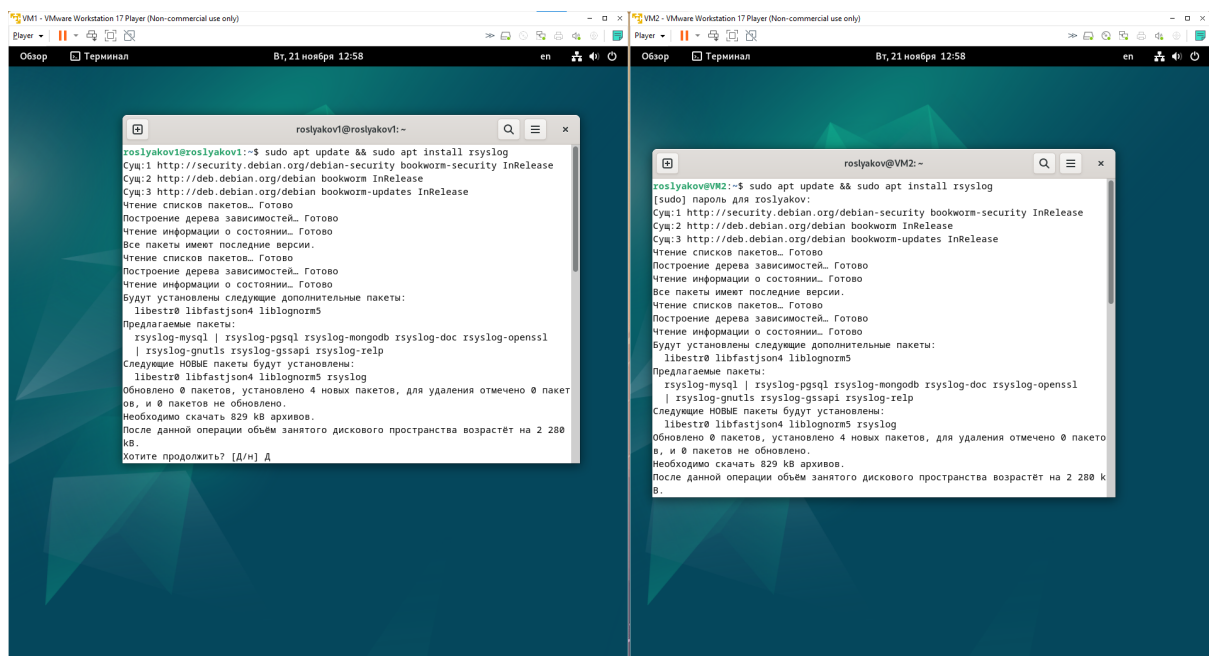 VM1 - VMware Workstation 17 Player (Non-commercial use only)
Player
Обзор Терминал Вт, 21 ноября 12:58 en
roslyakov1@roslyakov1: ~
roslyakov1@roslyakov1:~$ sudo apt update && sudo apt install rsyslog
Сущ:1 http://security.debian.org/debian-security bookworm-security InRelease
Сущ:2 http://deb.debian.org/debian bookworm InRelease
Сущ:3 http://deb.debian.org/debian bookworm-updates InRelease
Чтение списков пакетов… Готово
Построение дерева зависимостей… Готово
Чтение информации о состоянии… Готово
Все пакеты имеют последние версии.
Чтение списков пакетов… Готово
Построение дерева зависимостей… Готово
Чтение информации о состоянии… Готово
Будут установлены следующие дополнительные пакеты:
libestr0 libfastjson4 liblognorm5
Предлагаемые пакеты:
rsyslog-mysql | rsyslog-pgsql rsyslog-mongodb rsyslog-doc rsyslog-openssl
| rsyslog-gnutls rsyslog-gssapi rsyslog-relp
Следующие НОВЫЕ пакеты будут установлены:
libestr0 libfastjson4 liblognorm5 rsyslog
Обновлено 0 пакетов, установлено 4 новых пакетов, для удаления отмечено 0 пакет
ов, и 0 пакетов не обновлено.
Необходимо скачать 829 kB архивов.
После данной операции объём занятого дискового пространства возрастёт на 2 280
kB.
Хотите продолжить? [Д/н] Д
VM2 - VMware Workstation 17 Player (Non-commercial use only)
Player
Обзор Терминал Вт, 21 ноября 12:58 en
roslyakov@VM2: ~
roslyakov@VM2:~$ sudo apt update && sudo apt install rsyslog
[sudo] пароль для roslyakov:
Сущ:1 http://security.debian.org/debian-security bookworm-security InRelease
Сущ:2 http://deb.debian.org/debian bookworm InRelease
Сущ:3 http://deb.debian.org/debian bookworm-updates InRelease
Чтение списков пакетов… Готово
Построение дерева зависимостей… Готово
Чтение информации о состоянии… Готово
Все пакеты имеют последние версии.
Чтение списков пакетов… Готово
Построение дерева зависимостей… Готово
Чтение информации о состоянии… Готово
Будут установлены следующие дополнительные пакеты:
libestr0 libfastjson4 liblognorm5
Предлагаемые пакеты:
rsyslog-mysql | rsyslog-pgsql rsyslog-mongodb rsyslog-doc rsyslog-openssl
| rsyslog-gnutls rsyslog-gssapi rsyslog-relp
Следующие НОВЫЕ пакеты будут установлены:
libestr0 libfastjson4 liblognorm5 rsyslog
Обновлено 0 пакетов, установлено 4 новых пакетов, для удаления отмечено 0 пакето
в, и 0 пакетов не обновлено.
Необходимо скачать 829 kB архивов.
После данной операции объём занятого дискового пространства возрастёт на 2 280 k
B.